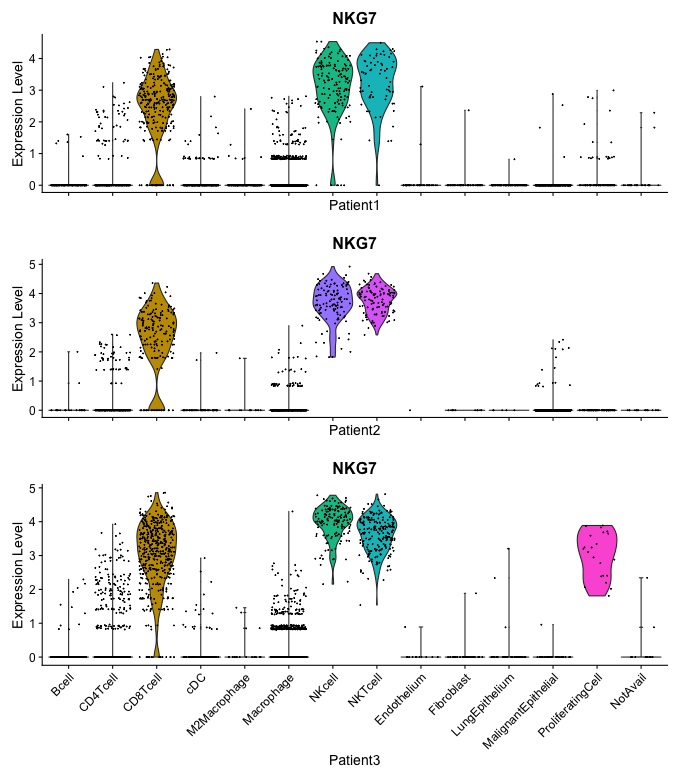 NKG7
Expression Level
4
3
2
1
0
Patient1
NKG7
Expression Level
5
4
3
2
1
0
Patient2
NKG7
Expression Level
5
4
3
2
1
0
Bcell
CD4Tcell
CD8Tcell
cDC
M2Macrophage
Macrophage
NKcell
NKTcell
Endothelium
Fibroblast
LungEpithelium
MalignantEpithelial
ProliferatingCell
NotAvail
Patient3